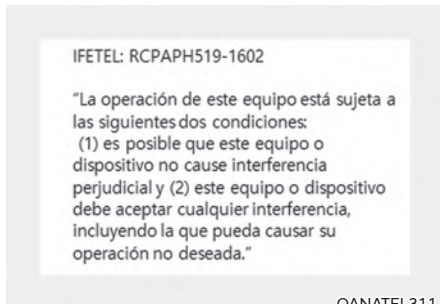 IFETEL: RCPAPH519-1602
“La operación de este equipo está sujeta a
las siguientes dos condiciones:
(1) es posible que este equipo o
dispositivo no cause interferencia
perjudicial y (2) este equipo o dispositivo
debe aceptar cualquier interferencia,
incluyendo la que pueda causar su
operación no deseada.”